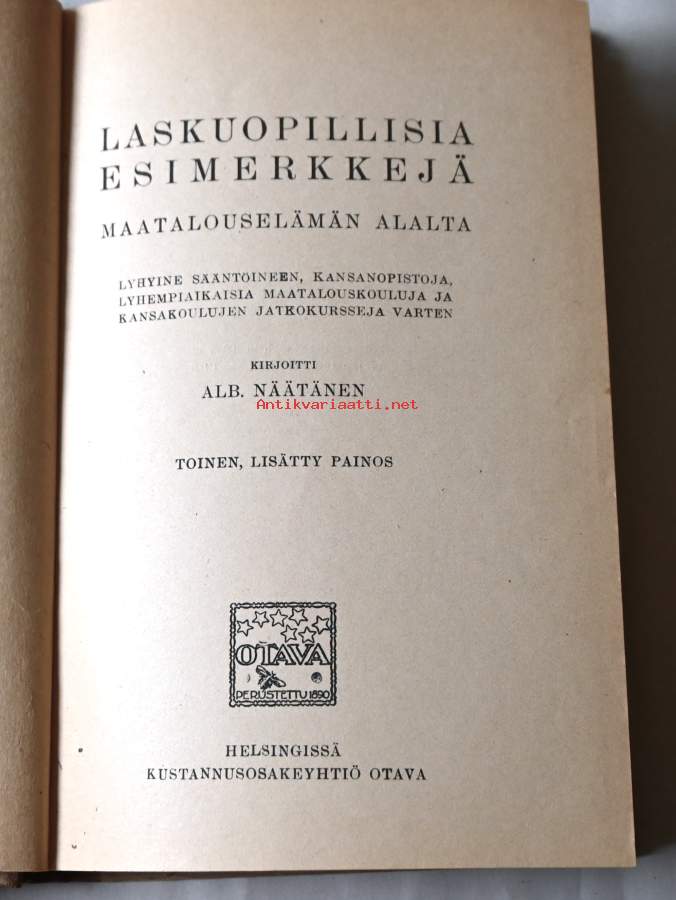 LASKUOPILLISIA
ESIMERKKEJÄ
MAATALOUSELÄMÄN ALALTA
LYHYINE SÄÄNTÖINEEN, KANSANOPISTOJA,
LYHEMPIAIKAISIA MAATALOUSKOULUJA JA
KANSAKOULUJEN JATKOKURSSEJA VARTEN
KIRJOITTI
ALB. NÄÄTÄNEN
Antikvariaatti.net
TOINEN, LISÄTTY PAINOS
OTAVA
PERUSTETTU 1890
HELSINGISSÄ
KUSTANNUSOSAKEYHTIÖ OTAVA